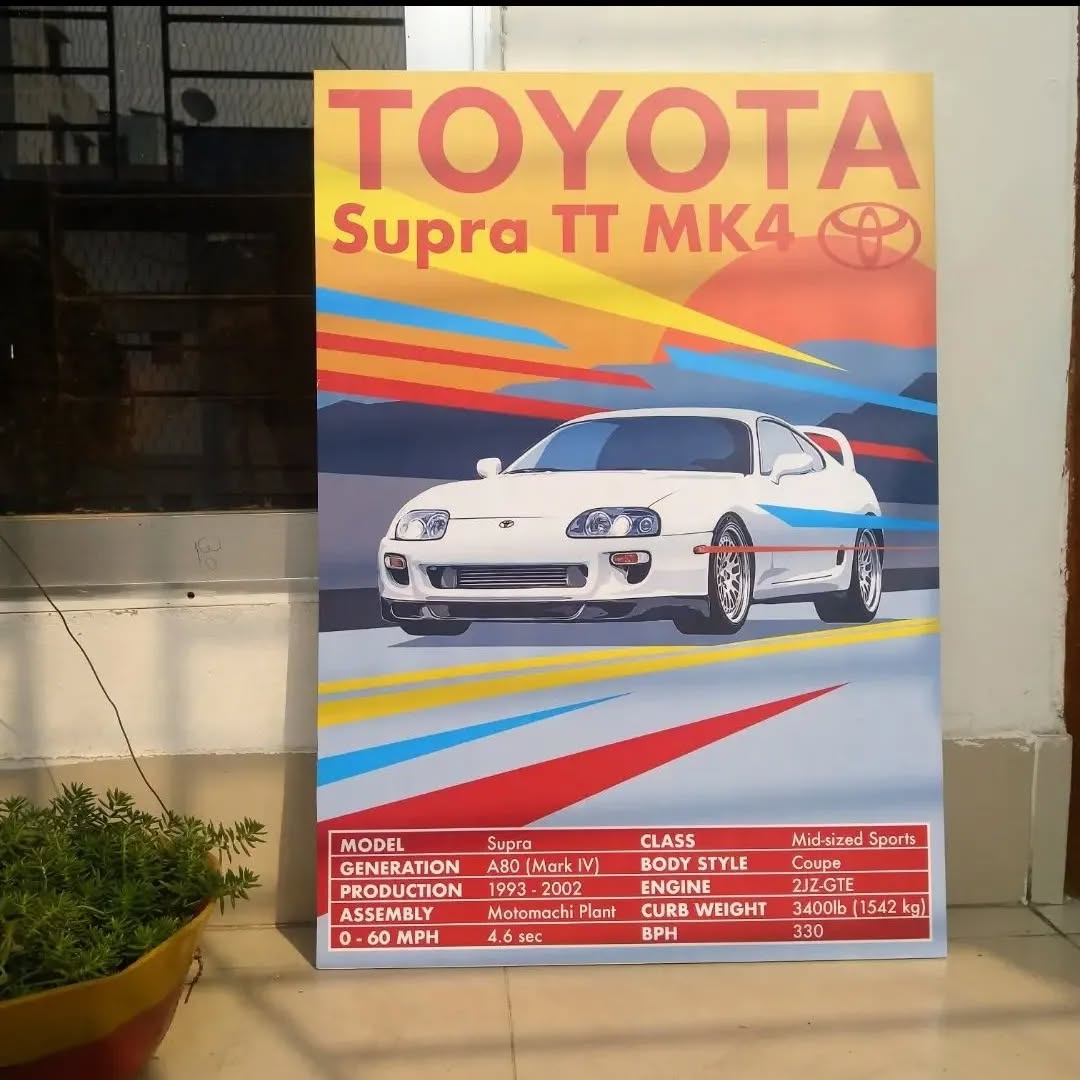 TOYOTA
Supra TT MK4
MODEL Supra CLASS Mid-sized Sports
GENERATION A80 (Mark IV) BODY STYLE Coupe
PRODUCTION 1993 - 2002 ENGINE 2JZ-GTE
ASSEMBLY Motomachi Plant CURB WEIGHT 3400lb (1542 kg)
0 - 60 MPH 4.6 sec BPH 330